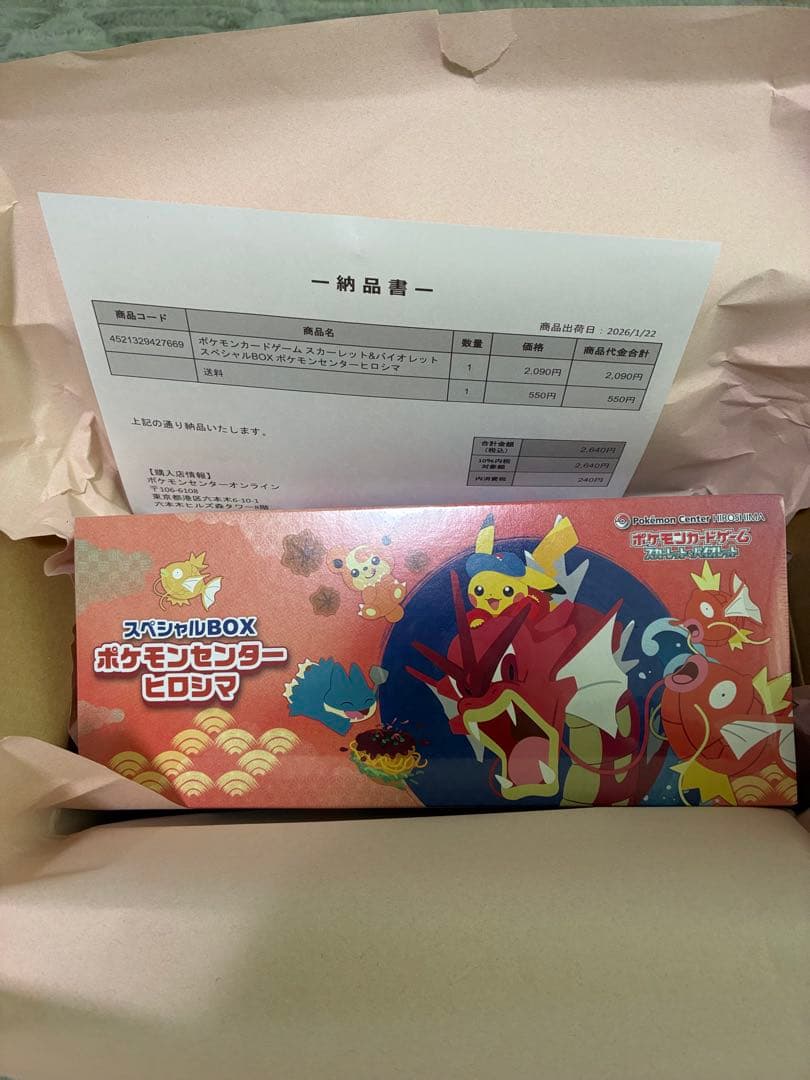 ー納品書ー
商品出荷日：2026/1/22
商品コード 商品名 数量 価格 商品代金合計
4521329427669 ポケモンカードゲーム スカーレット&バイオレット
スペシャルBOX ポケモンセンターヒロシマ 1 2,090円 2,090円
送料 1 550円 550円
上記の通り納品いたします。
合計金額
(税込) 2,640円
10%内税
対象額 2,640円
内消費税 240円
【購入店情報】
ポケモンセンターオンライン
〒106-6108
東京都港区六本木6-10-1
六本木ヒルズ森タワー8階
Pokémon Center HIROSHIMA
ポケモンカードゲーム
スカーレット&バイオレット
スペシャルBOX
ポケモンセンター
ヒロシマ